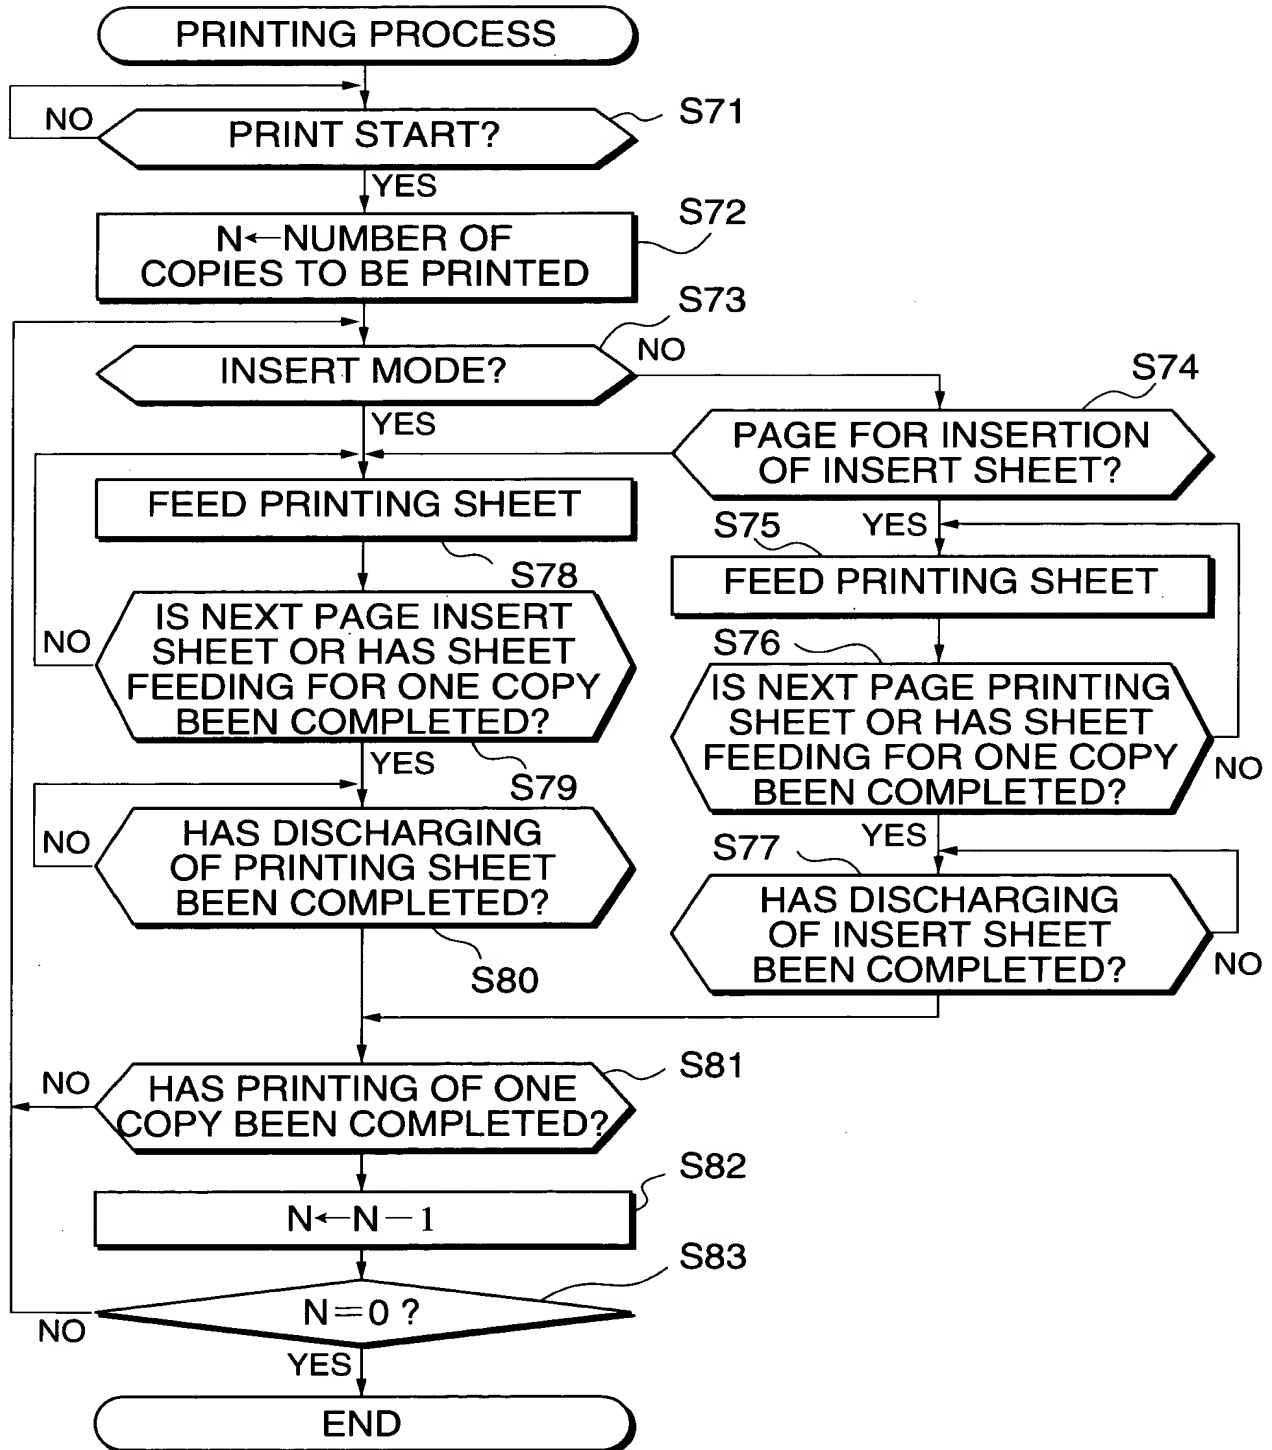 PRINTING PROCESS
NO
PRINT START?
S71
YES
N←NUMBER OF
COPIES TO BE PRINTED
S72
S73
INSERT MODE?
NO
YES
S74
PAGE FOR INSERTION
OF INSERT SHEET?
FEED PRINTING SHEET
S78
YES
S75
FEED PRINTING SHEET
IS NEXT PAGE INSERT
SHEET OR HAS SHEET
FEEDING FOR ONE COPY
BEEN COMPLETED?
NO
YES
S79
S76
IS NEXT PAGE PRINTING
SHEET OR HAS SHEET
FEEDING FOR ONE COPY
BEEN COMPLETED?
NO
YES
NO
HAS DISCHARGING
OF PRINTING SHEET
BEEN COMPLETED?
S80
S77
HAS DISCHARGING
OF INSERT SHEET
BEEN COMPLETED?
NO
NO
HAS PRINTING OF ONE
COPY BEEN COMPLETED?
S81
S82
N←N－1
S83
N=0 ?
NO
YES
END